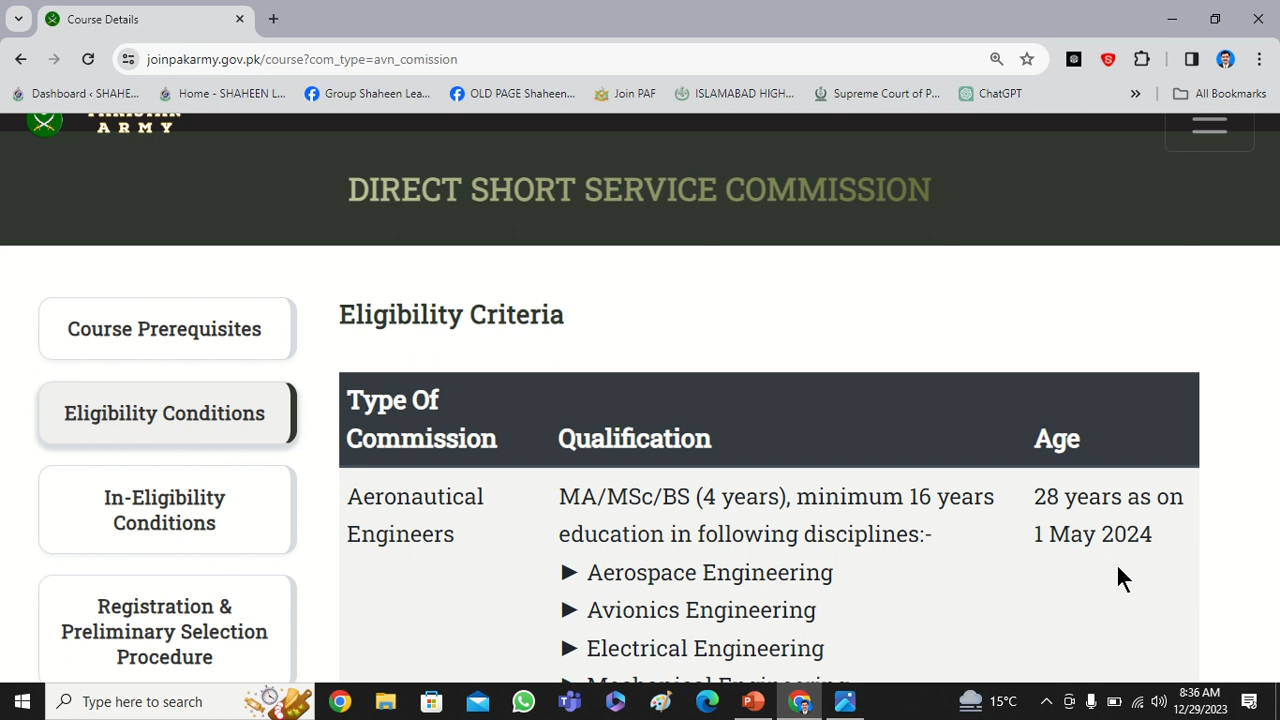 Course Details
joinpakarmy.gov.pk/course?com_type=avn_comission
Dashboard ‹ SHAHE...
Home - SHAHEEN L...
Group Shaheen Lea...
OLD PAGE Shaheen...
Join PAF
ISLAMABAD HIGH...
Supreme Court of P...
ChatGPT
All Bookmarks
ARMY
DIRECT SHORT SERVICE COMMISSION
Course Prerequisites
Eligibility Conditions
In-Eligibility
Conditions
Registration &
Preliminary Selection
Procedure
Eligibility Criteria
Type Of
Commission
Qualification
Age
Aeronautical
Engineers
MA/MSc/BS (4 years), minimum 16 years
education in following disciplines:-
► Aerospace Engineering
► Avionics Engineering
► Electrical Engineering
28 years as on
1 May 2024
Type here to search
15°C
8:36 AM
12/29/2023